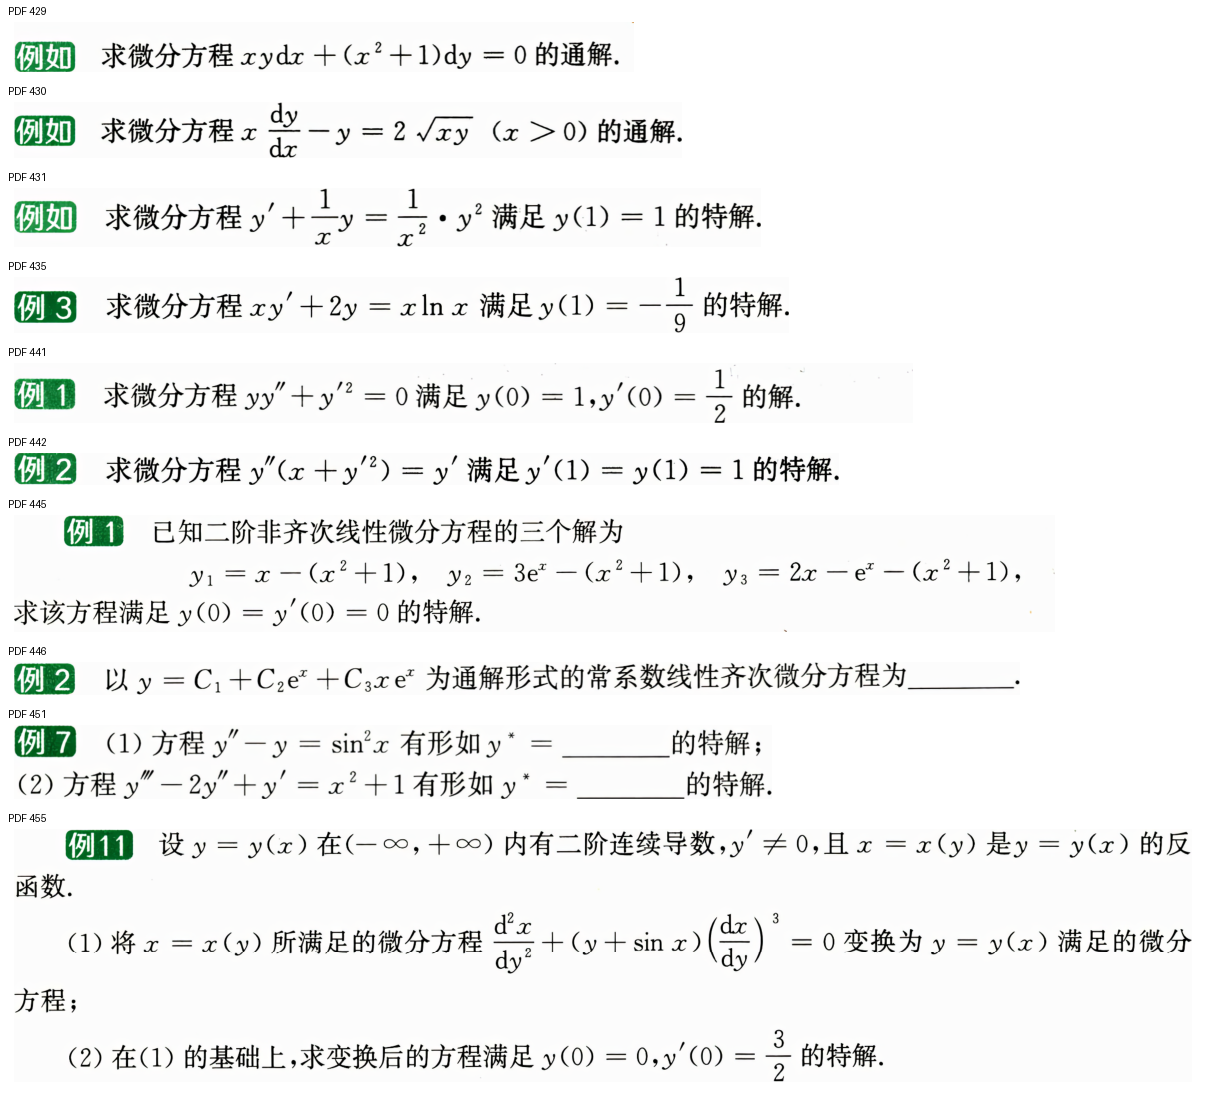 PDF 429
例如 求微分方程 xydx + (x² + 1)dy = 0 的通解.
PDF 430
例如 求微分方程 x dy/dx − y = 2√(xy) (x > 0) 的通解.
PDF 431
例如 求微分方程 y′ + 1/x y = 1/x² · y² 满足 y(1) = 1 的特解.
PDF 435
例 3 求微分方程 xy′ + 2y = x ln x 满足 y(1) = −1/9 的特解.
PDF 441
例 1 求微分方程 yy″ + y′² = 0 满足 y(0) = 1, y′(0) = 1/2 的解.
PDF 442
例 2 求微分方程 y″(x + y′²) = y′ 满足 y′(1) = y(1) = 1 的特解.
PDF 445
例 1 已知二阶非齐次线性微分方程的三个解为
y₁ = x − (x² + 1), y₂ = 3eˣ − (x² + 1), y₃ = 2x − eˣ − (x² + 1),
求该方程满足 y(0) = y′(0) = 0 的特解.
PDF 446
例 2 以 y = C₁ + C₂eˣ + C₃xeˣ 为通解形式的常系数线性齐次微分方程为________.
PDF 451
例 7 (1) 方程 y″ − y = sin²x 有形如 y* = ________的特解;
(2) 方程 y‴ − 2y″ + y′ = x² + 1 有形如 y* = ________的特解.
PDF 455
例11 设 y = y(x) 在(−∞, +∞) 内有二阶连续导数, y′ ≠ 0, 且 x = x(y) 是 y = y(x) 的反
函数.
(1) 将 x = x(y) 所满足的微分方程 d²x/dy² + (y + sin x)(dx/dy)³ = 0 变换为 y = y(x) 满足的微分
方程;
(2) 在(1) 的基础上, 求变换后的方程满足 y(0) = 0, y′(0) = 3/2 的特解.